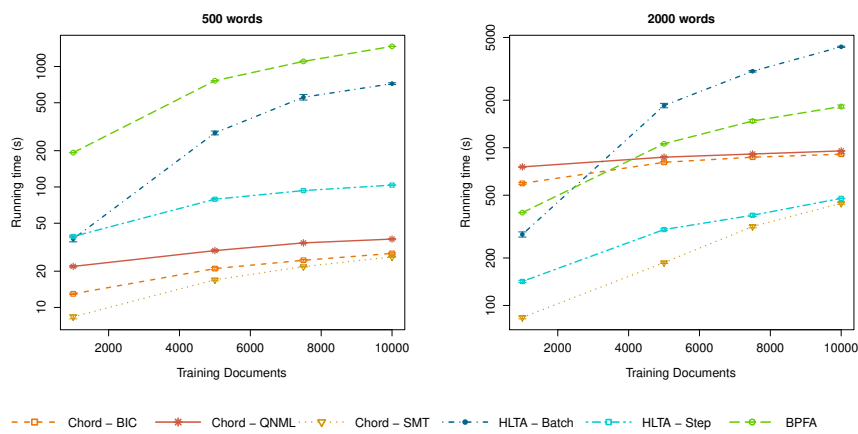 500 words
1000
500
200
100
50
20
10
Running time (s)
2000 4000 6000 8000 10000
Training Documents
2000 words
5000
2000
1000
500
200
100
Running time (s)
2000 4000 6000 8000 10000
Training Documents
Chord − BIC Chord − QNML Chord − SMT HLTA − Batch HLTA − Step BPFA